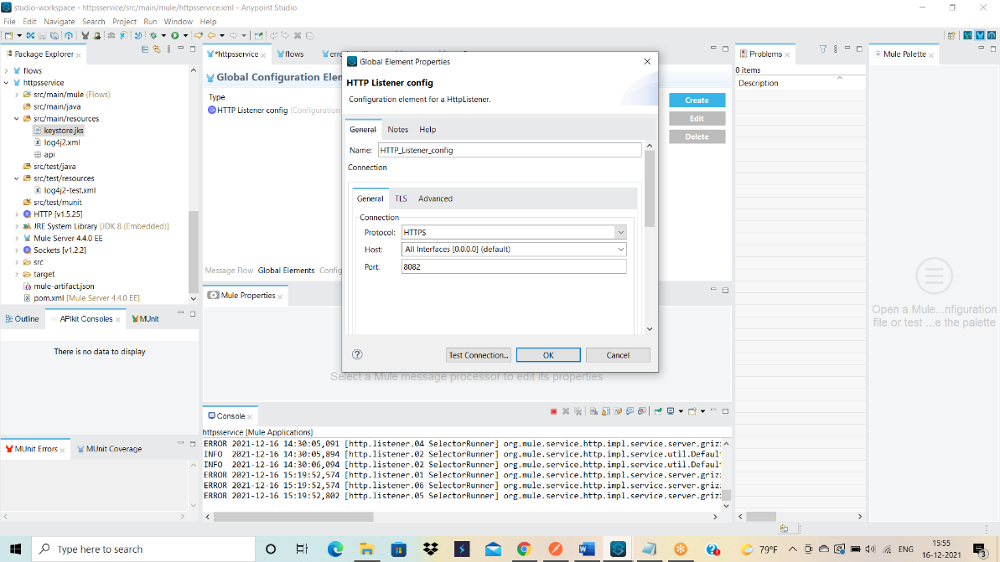 studio-workspace - httpsservice/src/main/mule/httpsservice.xml - Anypoint Studio
File Edit Navigate Search Project Run Window Help
Package Explorer
flows
httpsservice
src/main/mule (Flows)
src/main/java
src/main/resources
keystore.jks
log4j2.xml
api
src/test/java
src/test/resources
log4j2-test.xml
src/test/munit
HTTP [v1.5.25]
JRE System Library [JDK 8 (Embedded)]
Mule Server 4.4.0 EE
Sockets [v1.2.2]
src
target
mule-artifact.json
pom.xml [Mule Server 4.4.0 EE]
Outline APIkit Consoles MUnit
There is no data to display
MUnit Errors MUnit Coverage
*httpsservice flows
Global Configuration Elem
Type
HTTP Listener config (Configuration
Create
Edit
Delete
Message Flow Global Elements Config
Global Element Properties
HTTP Listener config
Configuration element for a HttpListener.
General Notes Help
Name: HTTP_Listener_config
Connection
General TLS Advanced
Connection
Protocol: HTTPS
Host: All Interfaces [0.0.0.0] (default)
Port: 8082
Test Connection... OK Cancel
Mule Properties
Select a Mule message processor to edit its properties
Console
httpsservice [Mule Applications]
ERROR 2021-12-16 14:30:05,091 [http.listener.04 SelectorRunner] org.mule.service.http.impl.service.server.griz
INFO 2021-12-16 14:30:05,894 [http.listener.02 SelectorRunner] org.mule.service.http.impl.service.util.Default
INFO 2021-12-16 14:30:06,094 [http.listener.02 SelectorRunner] org.mule.service.http.impl.service.util.Default
ERROR 2021-12-16 15:19:52,574 [http.listener.01 SelectorRunner] org.mule.service.http.impl.service.server.griz
ERROR 2021-12-16 15:19:52,574 [http.listener.06 SelectorRunner] org.mule.service.http.impl.service.server.griz
ERROR 2021-12-16 15:19:52,802 [http.listener.05 SelectorRunner] org.mule.service.http.impl.service.server.griz
Problems
0 items
Description
Mule Palette
Open a Mule...nfiguration
file or test ...e the palette
Type here to search
79°F
ENG
15:55
16-12-2021
3